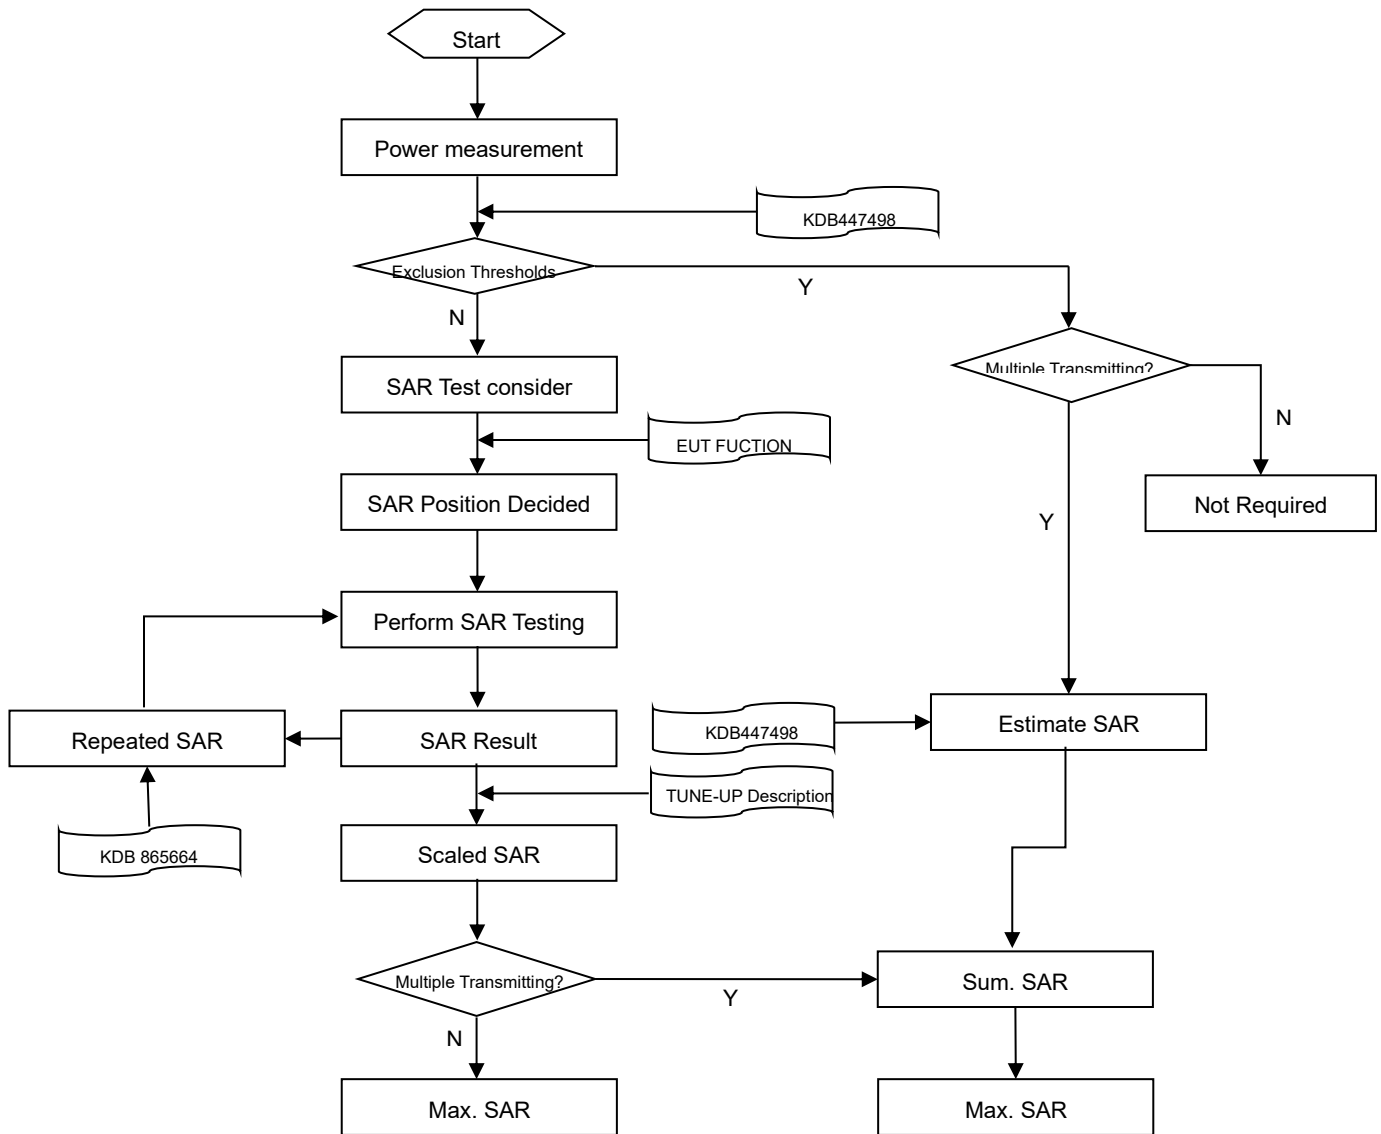 Start
Power measurement
KDB447498
Exclusion Thresholds
Y
N
Multiple Transmitting?
SAR Test consider
N
EUT FUCTION
SAR Position Decided
Not Required
Y
Perform SAR Testing
Repeated SAR
SAR Result
KDB447498
Estimate SAR
TUNE-UP Description
KDB 865664
Scaled SAR
Multiple Transmitting?
Y
Sum. SAR
N
Max. SAR
Max. SAR